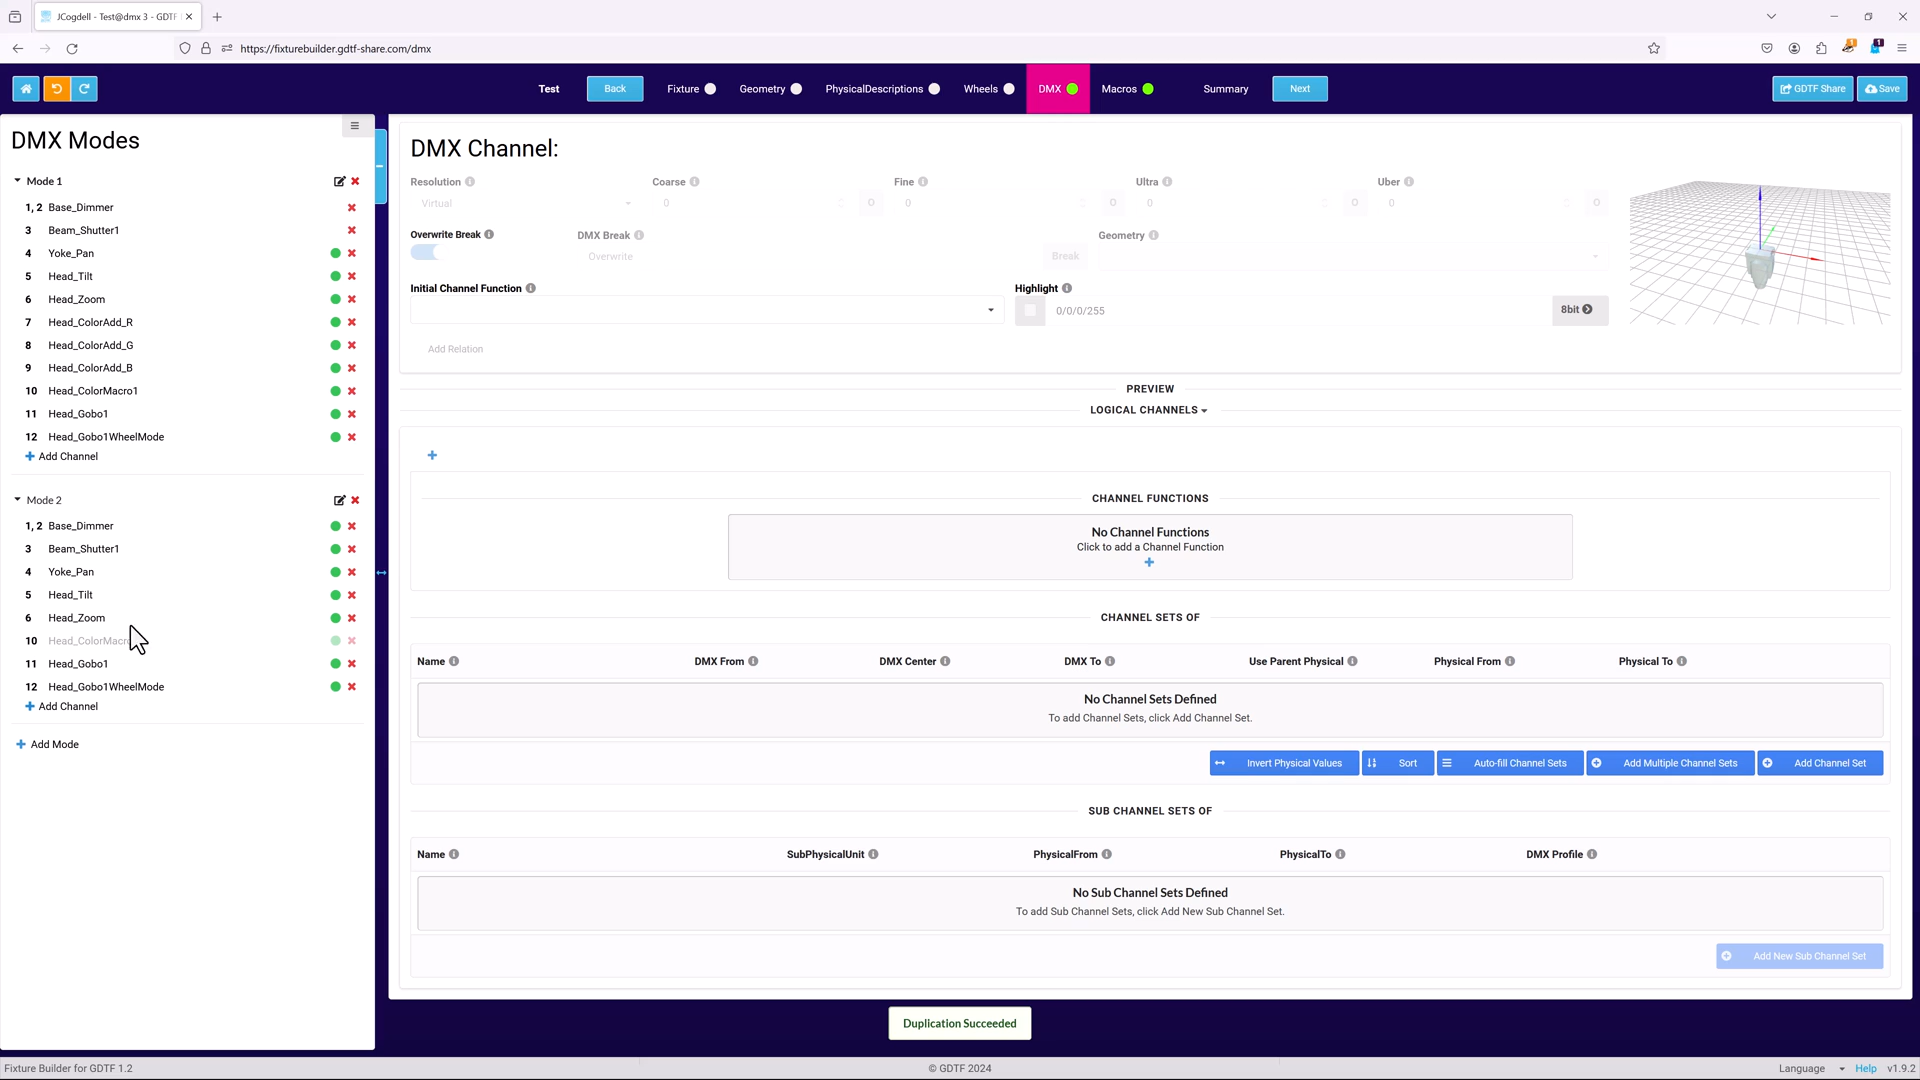 JCogdell - Test@dmx 3 - GDTF
https://fixturebuilder.gdtf-share.com/dmx
Test
Back
Fixture
Geometry
PhysicalDescriptions
Wheels
DMX
Macros
Summary
Next
GDTF Share
Save
DMX Modes
Mode 1
1, 2 Base_Dimmer
3 Beam_Shutter1
4 Yoke_Pan
5 Head_Tilt
6 Head_Zoom
7 Head_ColorAdd_R
8 Head_ColorAdd_G
9 Head_ColorAdd_B
10 Head_ColorMacro1
11 Head_Gobo1
12 Head_Gobo1WheelMode
Add Channel
Mode 2
1, 2 Base_Dimmer
3 Beam_Shutter1
4 Yoke_Pan
5 Head_Tilt
6 Head_Zoom
10 Head_ColorMacr
11 Head_Gobo1
12 Head_Gobo1WheelMode
Add Channel
Add Mode
DMX Channel:
Resolution Coarse Fine Ultra Uber
Virtual 0 0 0 0 0 0 0 0
Overwrite Break DMX Break Geometry
Overwrite Break
Initial Channel Function Highlight
0/0/0/255 8bit
Add Relation
PREVIEW
LOGICAL CHANNELS
CHANNEL FUNCTIONS
No Channel Functions
Click to add a Channel Function
CHANNEL SETS OF
Name DMX From DMX Center DMX To Use Parent Physical Physical From Physical To
No Channel Sets Defined
To add Channel Sets, click Add Channel Set.
Invert Physical Values Sort Auto-fill Channel Sets Add Multiple Channel Sets Add Channel Set
SUB CHANNEL SETS OF
Name SubPhysicalUnit PhysicalFrom PhysicalTo DMX Profile
No Sub Channel Sets Defined
To add Sub Channel Sets, click Add New Sub Channel Set.
Add New Sub Channel Set
Duplication Succeeded
Fixture Builder for GDTF 1.2 © GDTF 2024 Language Help v1.9.2